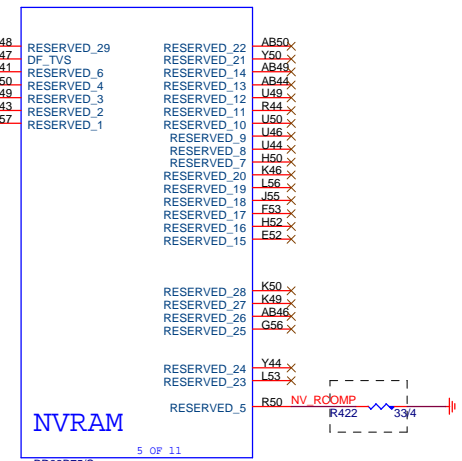 48 RESERVED_29 RESERVED_22 AB50
47 DF_TVS RESERVED_21 Y50
41 RESERVED_6 RESERVED_14 AB49
50 RESERVED_4 RESERVED_13 AB44
49 RESERVED_3 RESERVED_12 U49
43 RESERVED_2 RESERVED_11 R44
57 RESERVED_1 RESERVED_10 U50
RESERVED_9 U46
RESERVED_8 U44
RESERVED_7 H50
RESERVED_20 K46
RESERVED_19 L56
RESERVED_18 J55
RESERVED_17 F53
RESERVED_16 H52
RESERVED_15 E52
RESERVED_28 K50
RESERVED_27 K49
RESERVED_26 AB46
RESERVED_25 G56
RESERVED_24 Y44
RESERVED_23 L53
RESERVED_5 R50 NV_RCOMP
R422 33/4
NVRAM
5 OF 11